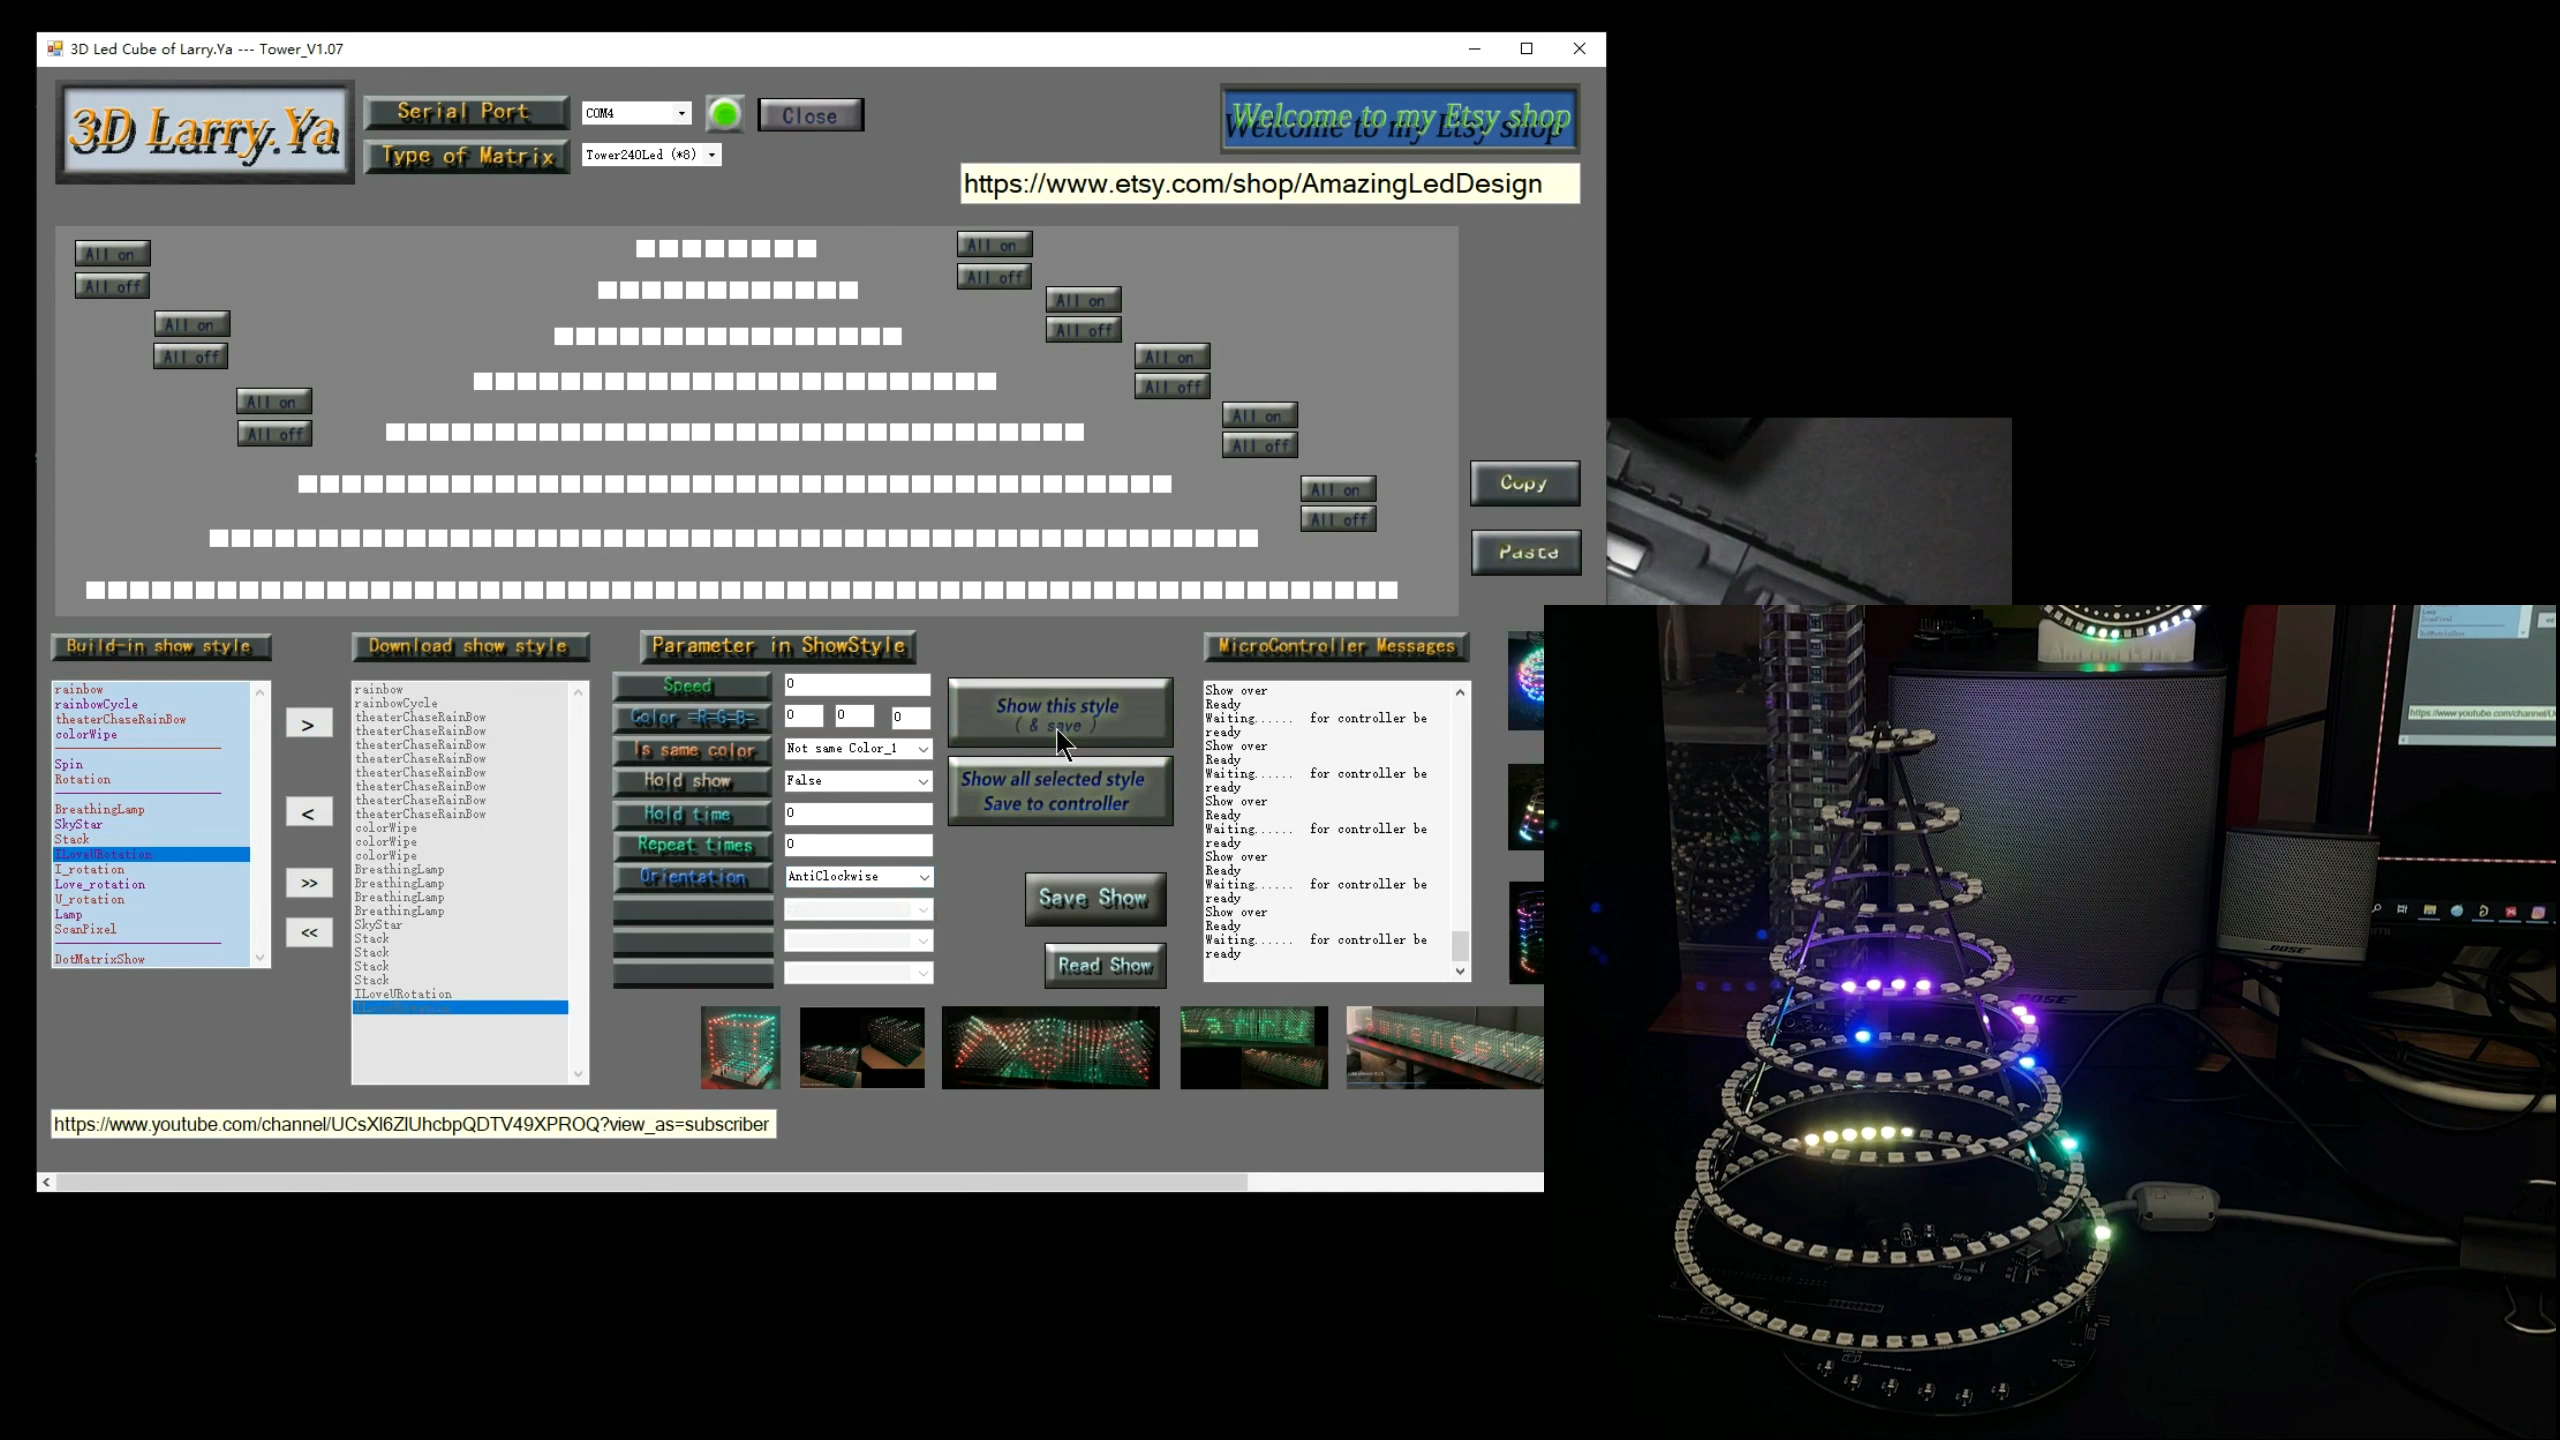 3D Led Cube of Larry.Ya --- Tower_V1.07
3D Larry.Ya
Serial Port
COM4
Close
Type of Matrix
Tower240Led (*8)
Welcome to my Etsy shop
https://www.etsy.com/shop/AmazingLedDesign
All on
All off
All on
All off
All on
All off
All on
All off
All on
All off
All on
All off
All on
All off
All on
All off
Copy
Paste
Build-in show style
rainbow
rainbowCycle
theaterChaseRainBow
colorWipe
Spin
Rotation
BreathingLamp
SkyStar
Stack
ILoveURotation
I_rotation
Love_rotation
U_rotation
Lamp
ScanPixel
DotMatrixShow
>
<
>>
<<
Download show style
rainbow
rainbowCycle
theaterChaseRainBow
theaterChaseRainBow
theaterChaseRainBow
theaterChaseRainBow
theaterChaseRainBow
theaterChaseRainBow
theaterChaseRainBow
theaterChaseRainBow
colorWipe
colorWipe
colorWipe
BreathingLamp
BreathingLamp
BreathingLamp
BreathingLamp
SkyStar
Stack
Stack
Stack
Stack
ILoveURotation
Parameter in ShowStyle
Speed
0
Color =R=G=B=
0 0 0
Is same color
Not same Color_1
Hold show
False
Hold time
0
Repeat times
0
Orientation
AntiClockwise
Show this style
( & save )
Show all selected style
Save to controller
Save Show
Read Show
MicroController Messages
Show over
Ready
Waiting...... for controller be
ready
Show over
Ready
Waiting...... for controller be
ready
Show over
Ready
Waiting...... for controller be
ready
Show over
Ready
Waiting...... for controller be
ready
Show over
Ready
Waiting...... for controller be
ready
Larry
https://www.youtube.com/channel/UCsXl6ZlUhcbpQDTV49XPROQ?view_as=subscriber
BOSE
BOSE